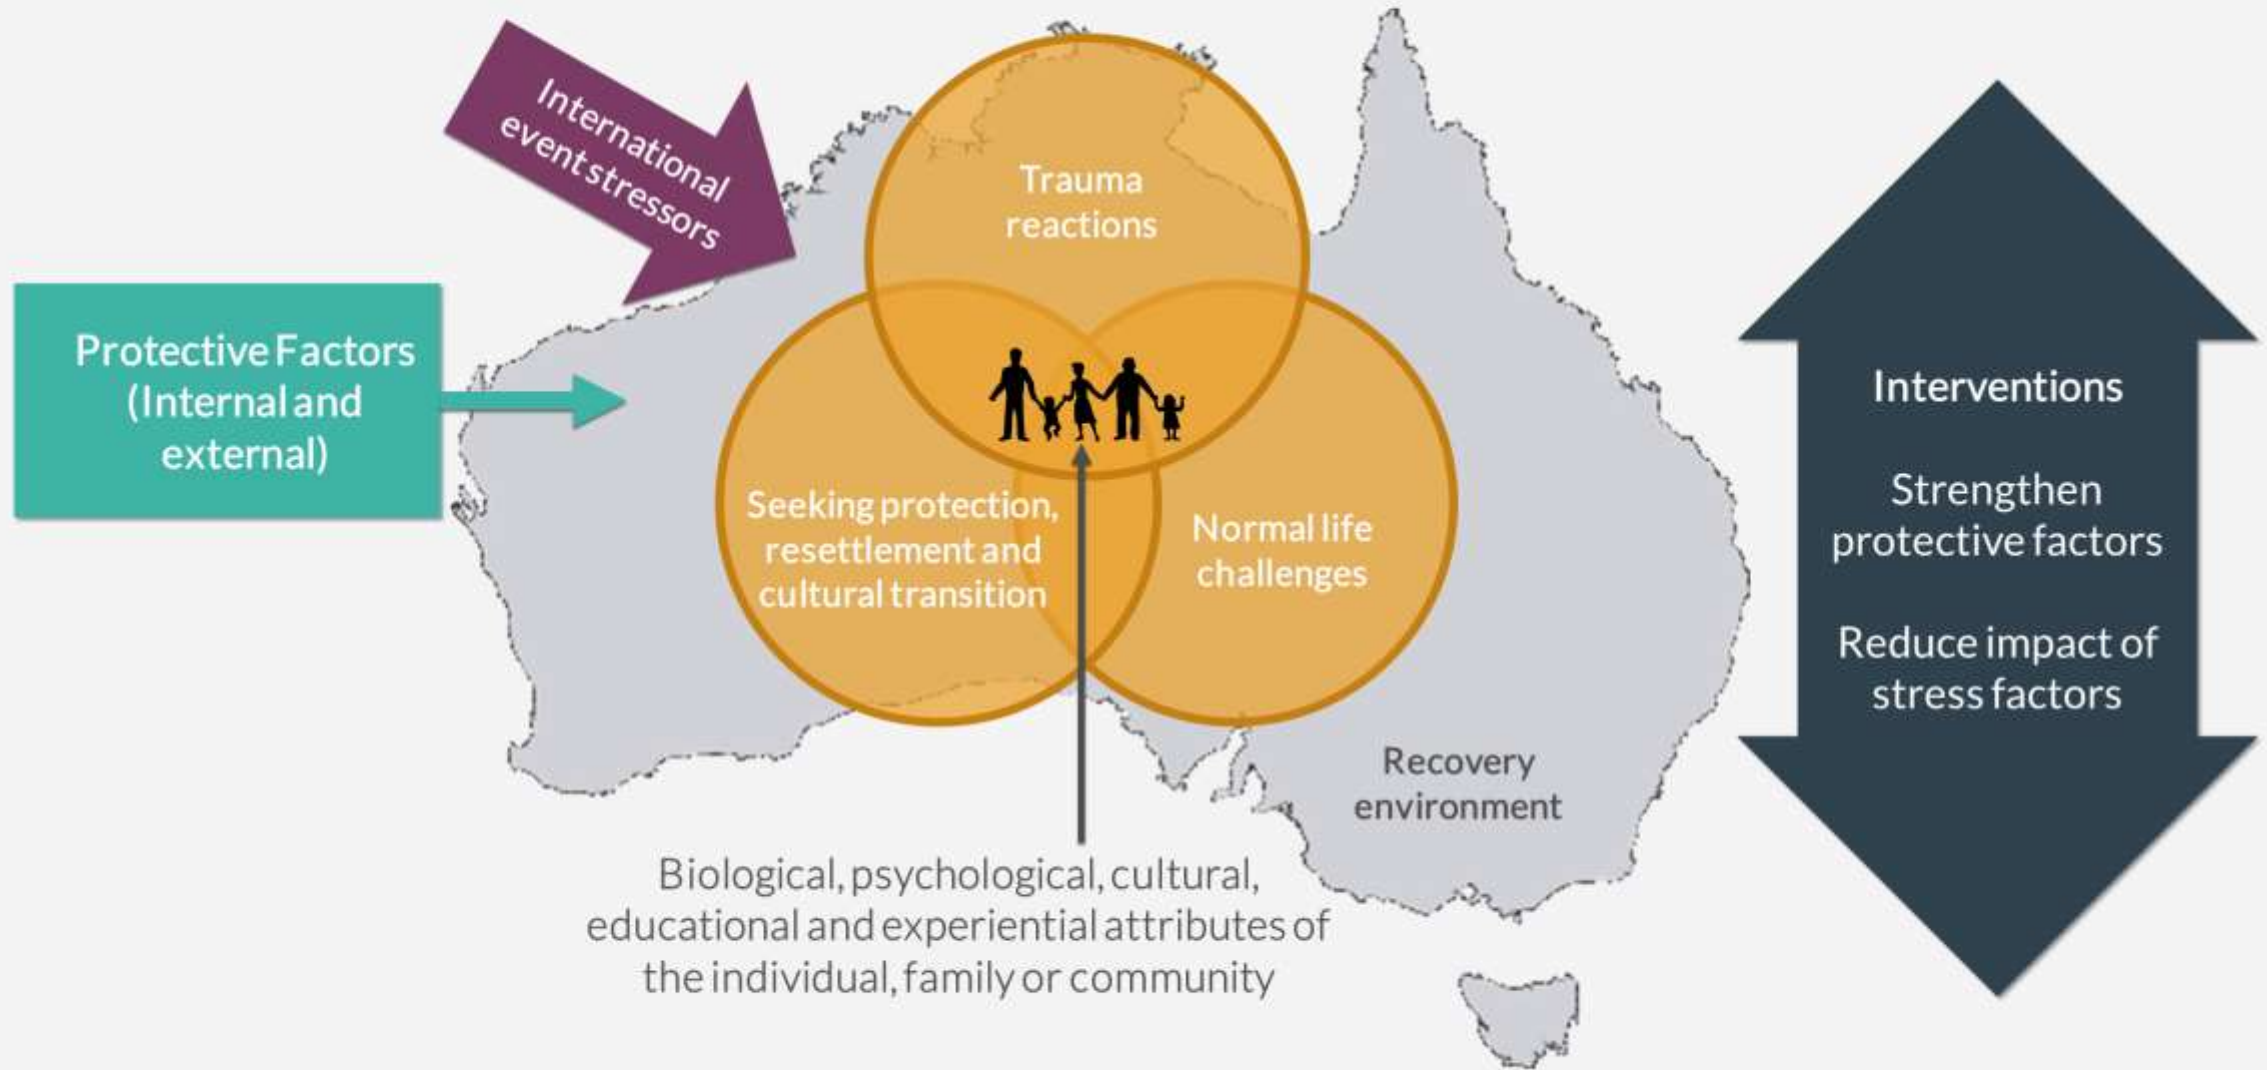 International
event stressors
Trauma
reactions
Protective Factors
(Internal and
external)
Seeking protection,
resettlement and
cultural transition
Normal life
challenges
Interventions
Strengthen
protective factors
Reduce impact of
stress factors
Recovery
environment
Biological, psychological, cultural,
educational and experiential attributes of
the individual, family or community